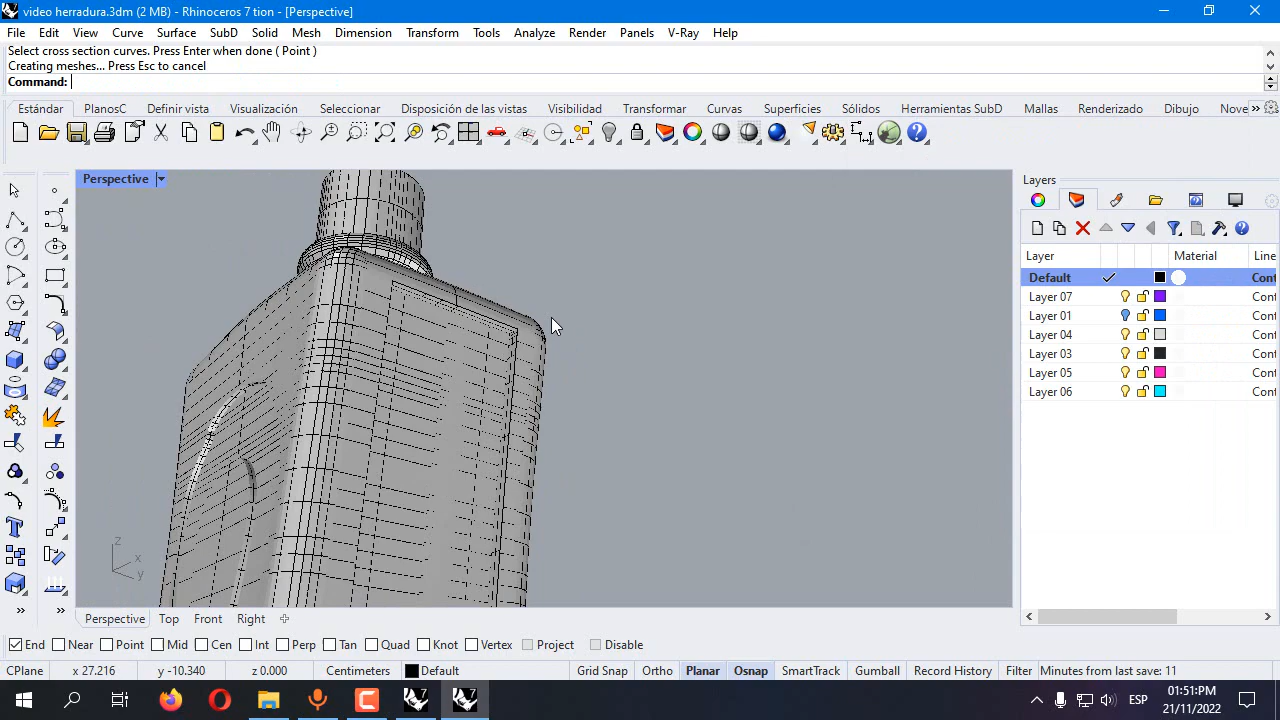 video herradura.3dm (2 MB) - Rhinoceros 7 tion - [Perspective]
File Edit View Curve Surface SubD Solid Mesh Dimension Transform Tools Analyze Render Panels V-Ray Help
Select cross section curves. Press Enter when done ( Point )
Creating meshes... Press Esc to cancel
Command:
Estándar PlanosC Definir vista Visualización Seleccionar Disposición de las vistas Visibilidad Transformar Curvas Superficies Sólidos Herramientas SubD Mallas Renderizado Dibujo Nove
Perspective
Layers
Layer Material Line
Default Cont
Layer 07 Cont
Layer 01 Cont
Layer 04 Cont
Layer 03 Cont
Layer 05 Cont
Layer 06 Cont
z
x
y
Perspective Top Front Right
End Near Point Mid Cen Int Perp Tan Quad Knot Vertex Project Disable
CPlane x 27.216 y -10.340 z 0.000 Centimeters Default Grid Snap Ortho Planar Osnap SmartTrack Gumball Record History Filter Minutes from last save: 11
ESP
01:51:PM
21/11/2022